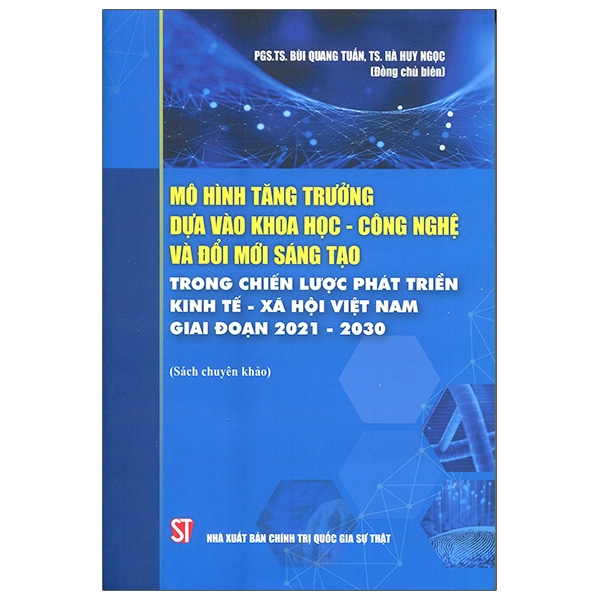 PGS.TS. BÙI QUANG TUẤN, TS. HÀ HUY NGỌC
(Đồng chủ biên)
MÔ HÌNH TĂNG TRƯỞNG
DỰA VÀO KHOA HỌC - CÔNG NGHỆ
VÀ ĐỔI MỚI SÁNG TẠO
TRONG CHIẾN LƯỢC PHÁT TRIỂN
KINH TẾ - XÃ HỘI VIỆT NAM
GIAI ĐOẠN 2021 - 2030
(Sách chuyên khảo)
ST
NHÀ XUẤT BẢN CHÍNH TRỊ QUỐC GIA SỰ THẬT